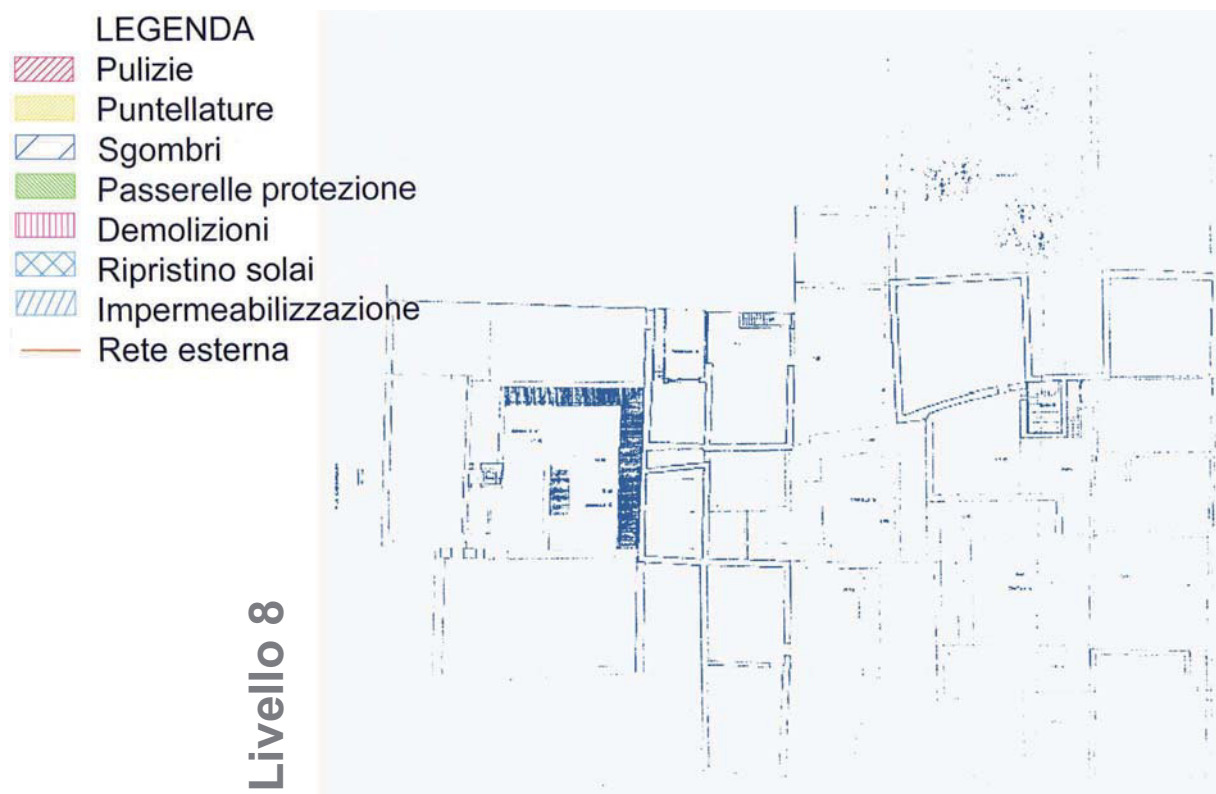 LEGENDA
Pulizie
Puntellature
Sgombri
Passerelle protezione
Demolizioni
Ripristino solai
Impermeabilizzazione
Rete esterna
Livello 8